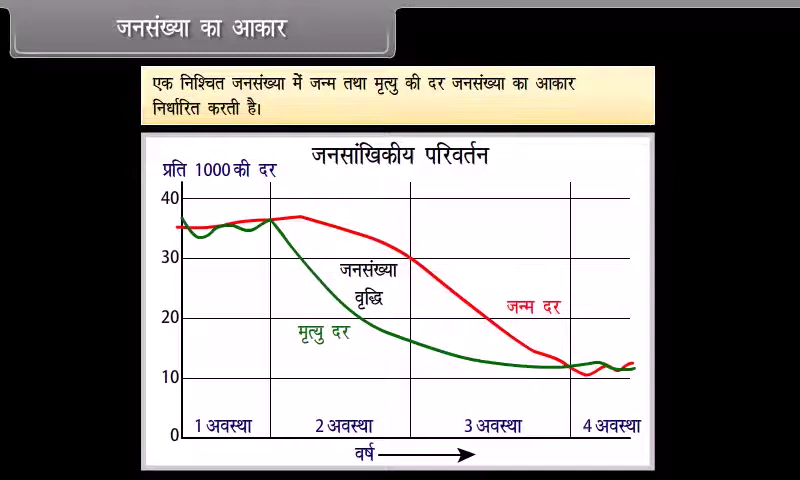 जनसंख्या का आकार
एक निश्चित जनसंख्या में जन्म तथा मृत्यु की दर जनसंख्या का आकार
निर्धारित करती है।
जनसांखिकीय परिवर्तन
प्रति 1000 की दर
40
30
जनसंख्या
वृद्धि
जन्म दर
20
मृत्यु दर
10
1 अवस्था 2 अवस्था 3 अवस्था 4 अवस्था
0
वर्ष